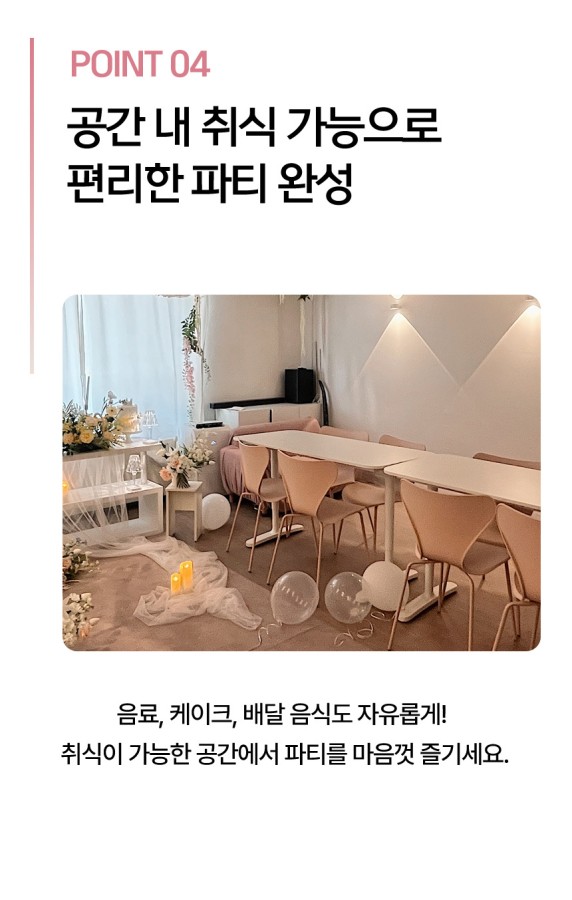 POINT 04
공간 내 취식 가능으로
편리한 파티 완성
음료, 케이크, 배달 음식도 자유롭게!
취식이 가능한 공간에서 파티를 마음껏 즐기세요.